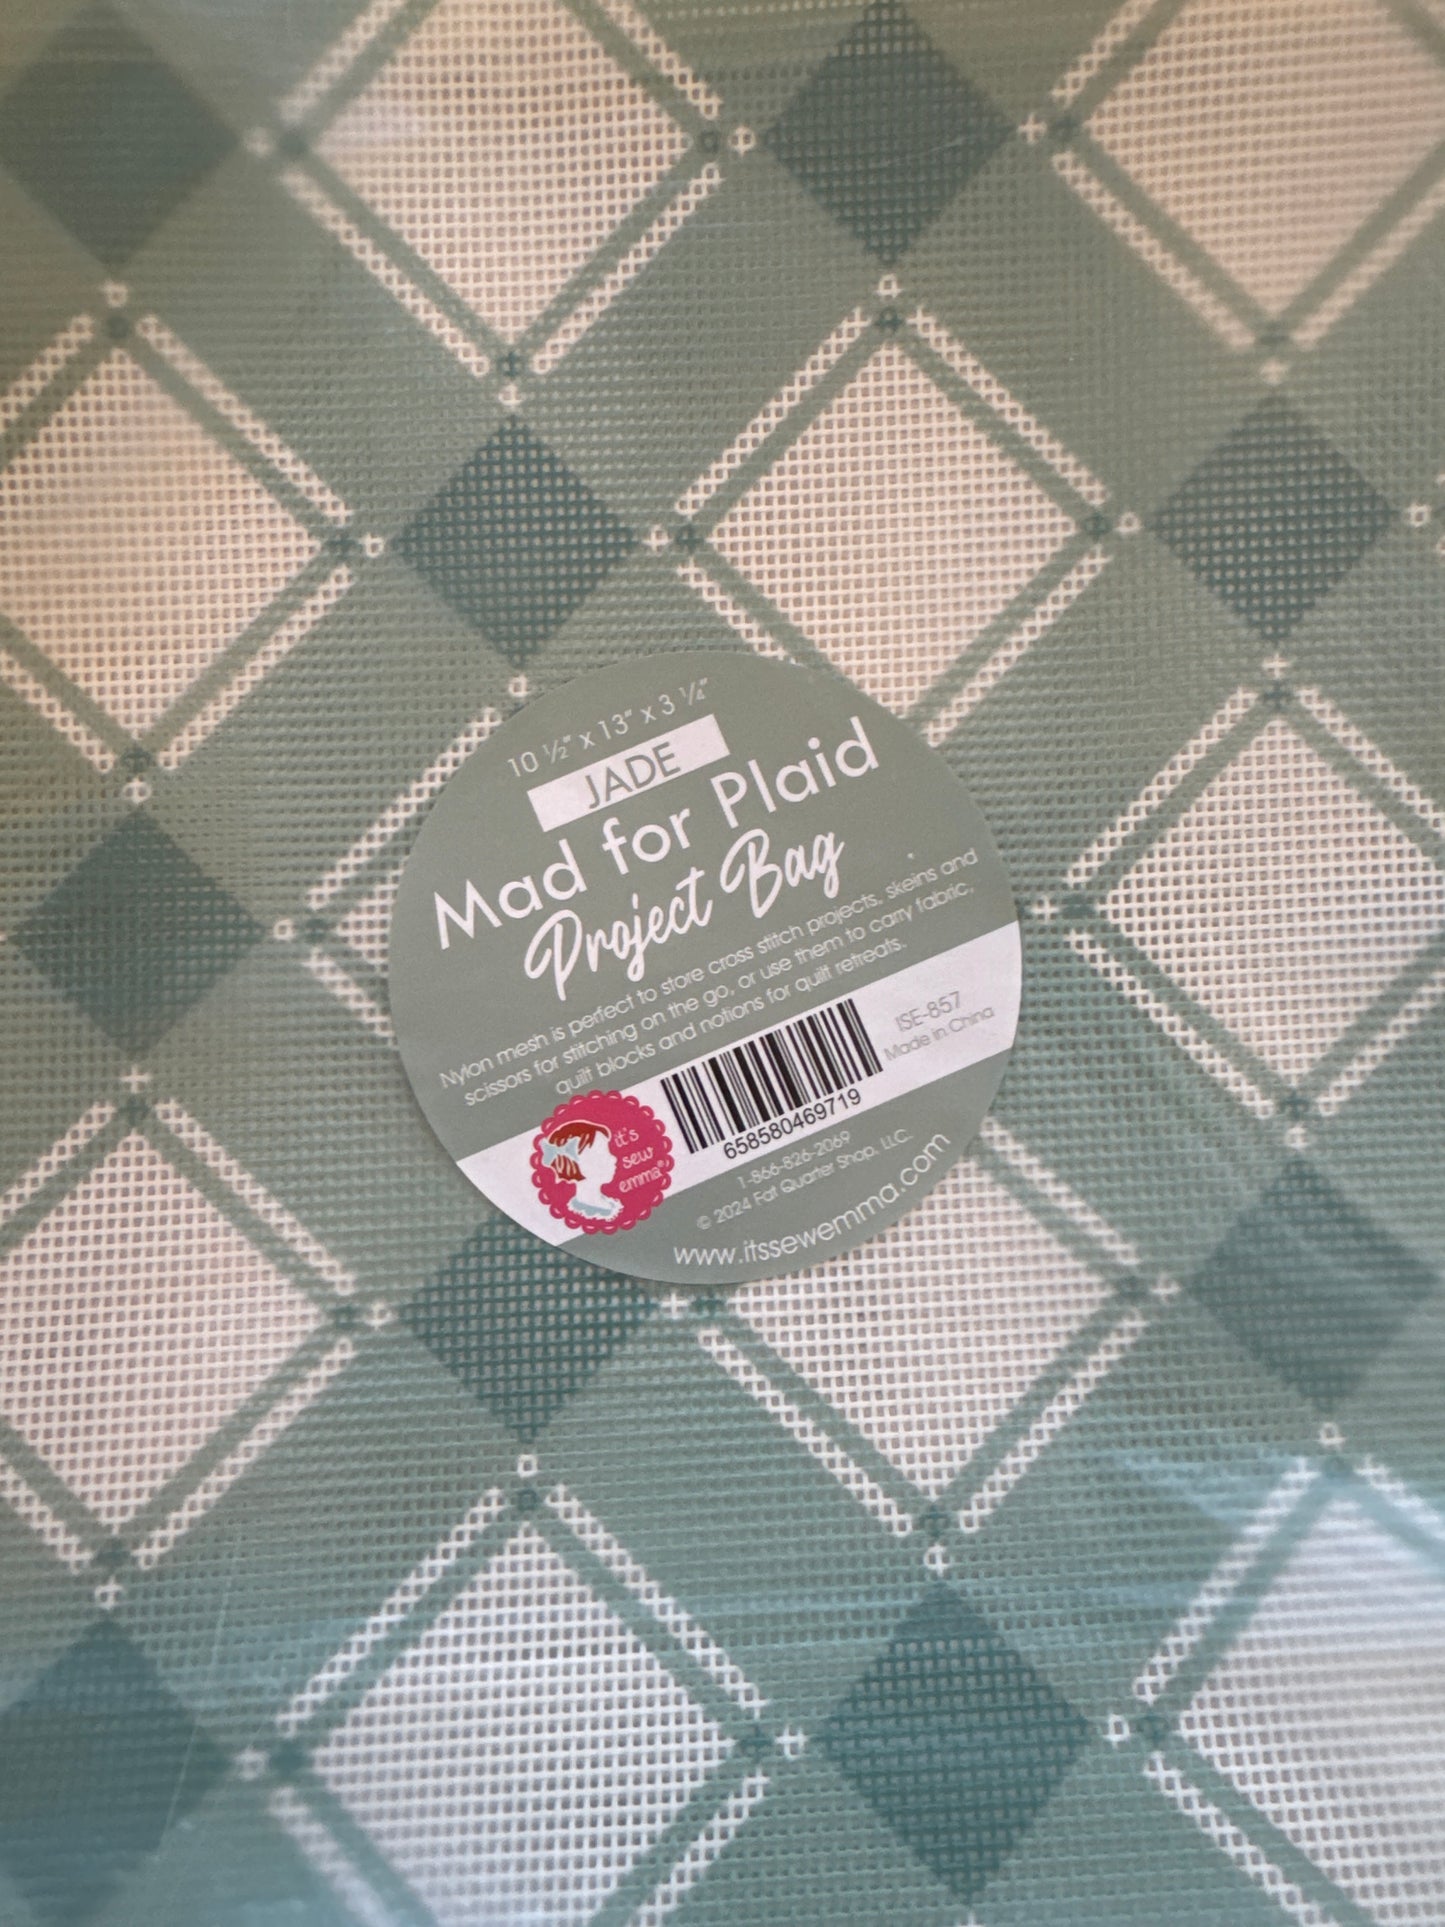 10 ½" x 13" x 3 ¼"
JADE
Mad for Plaid
Project Bag
Nylon mesh is perfect to store cross stitch projects, skeins and
scissors for stitching on the go, or use them to carry fabric,
quilt blocks and notions for quilt retreats.
ISE-857
Made in China
658580469719
it's
sew
emma®
1-866-826-2069
© 2024 Fat Quarter Shop, LLC.
www.itssewemma.com